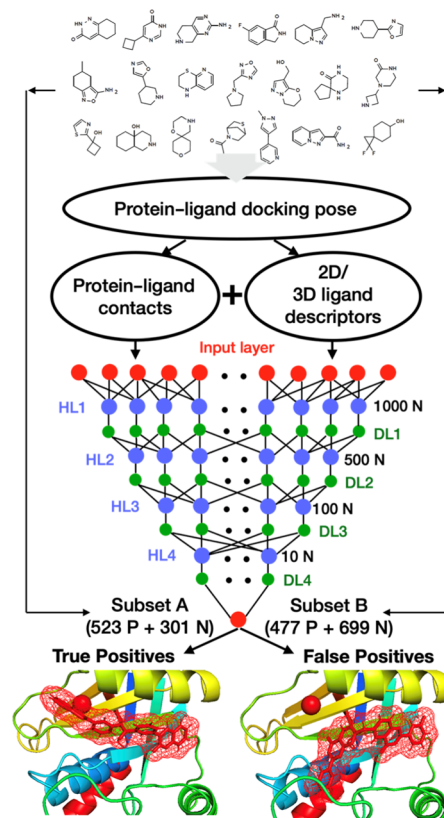 Protein–ligand docking pose
Protein–ligand
contacts
+
2D/
3D ligand
descriptors
Input layer
HL1
1000 N
DL1
HL2
500 N
DL2
HL3
100 N
DL3
HL4
10 N
DL4
Subset A
(523 P + 301 N)
Subset B
(477 P + 699 N)
True Positives
False Positives